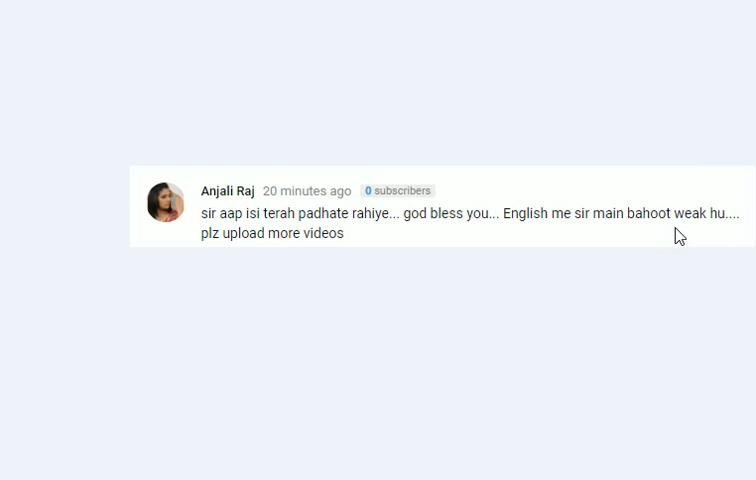 Anjali Raj 20 minutes ago 0 subscribers
sir aap isi terah padhate rahiye... god bless you... English me sir main bahoot weak hu....
plz upload more videos